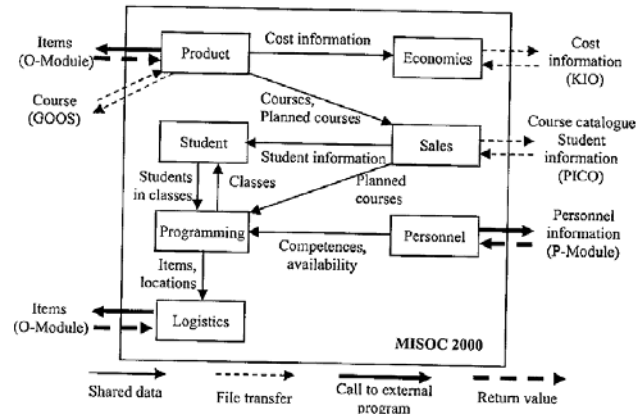 Items
(O-Module)
Product
Cost information
Economics
Cost
information
(KIO)
Course
(GOOS)
Courses,
Planned courses
Student
Student
information
Sales
Course catalogue
Student
information
(PICO)
Students
in classes
Classes
Planned
courses
Programming
Competences,
availability
Personnel
Personnel
information
(P-Module)
Items,
locations
Items
(O-Module)
Logistics
MISOC 2000
Shared data
File transfer
Call to external
program
Return value